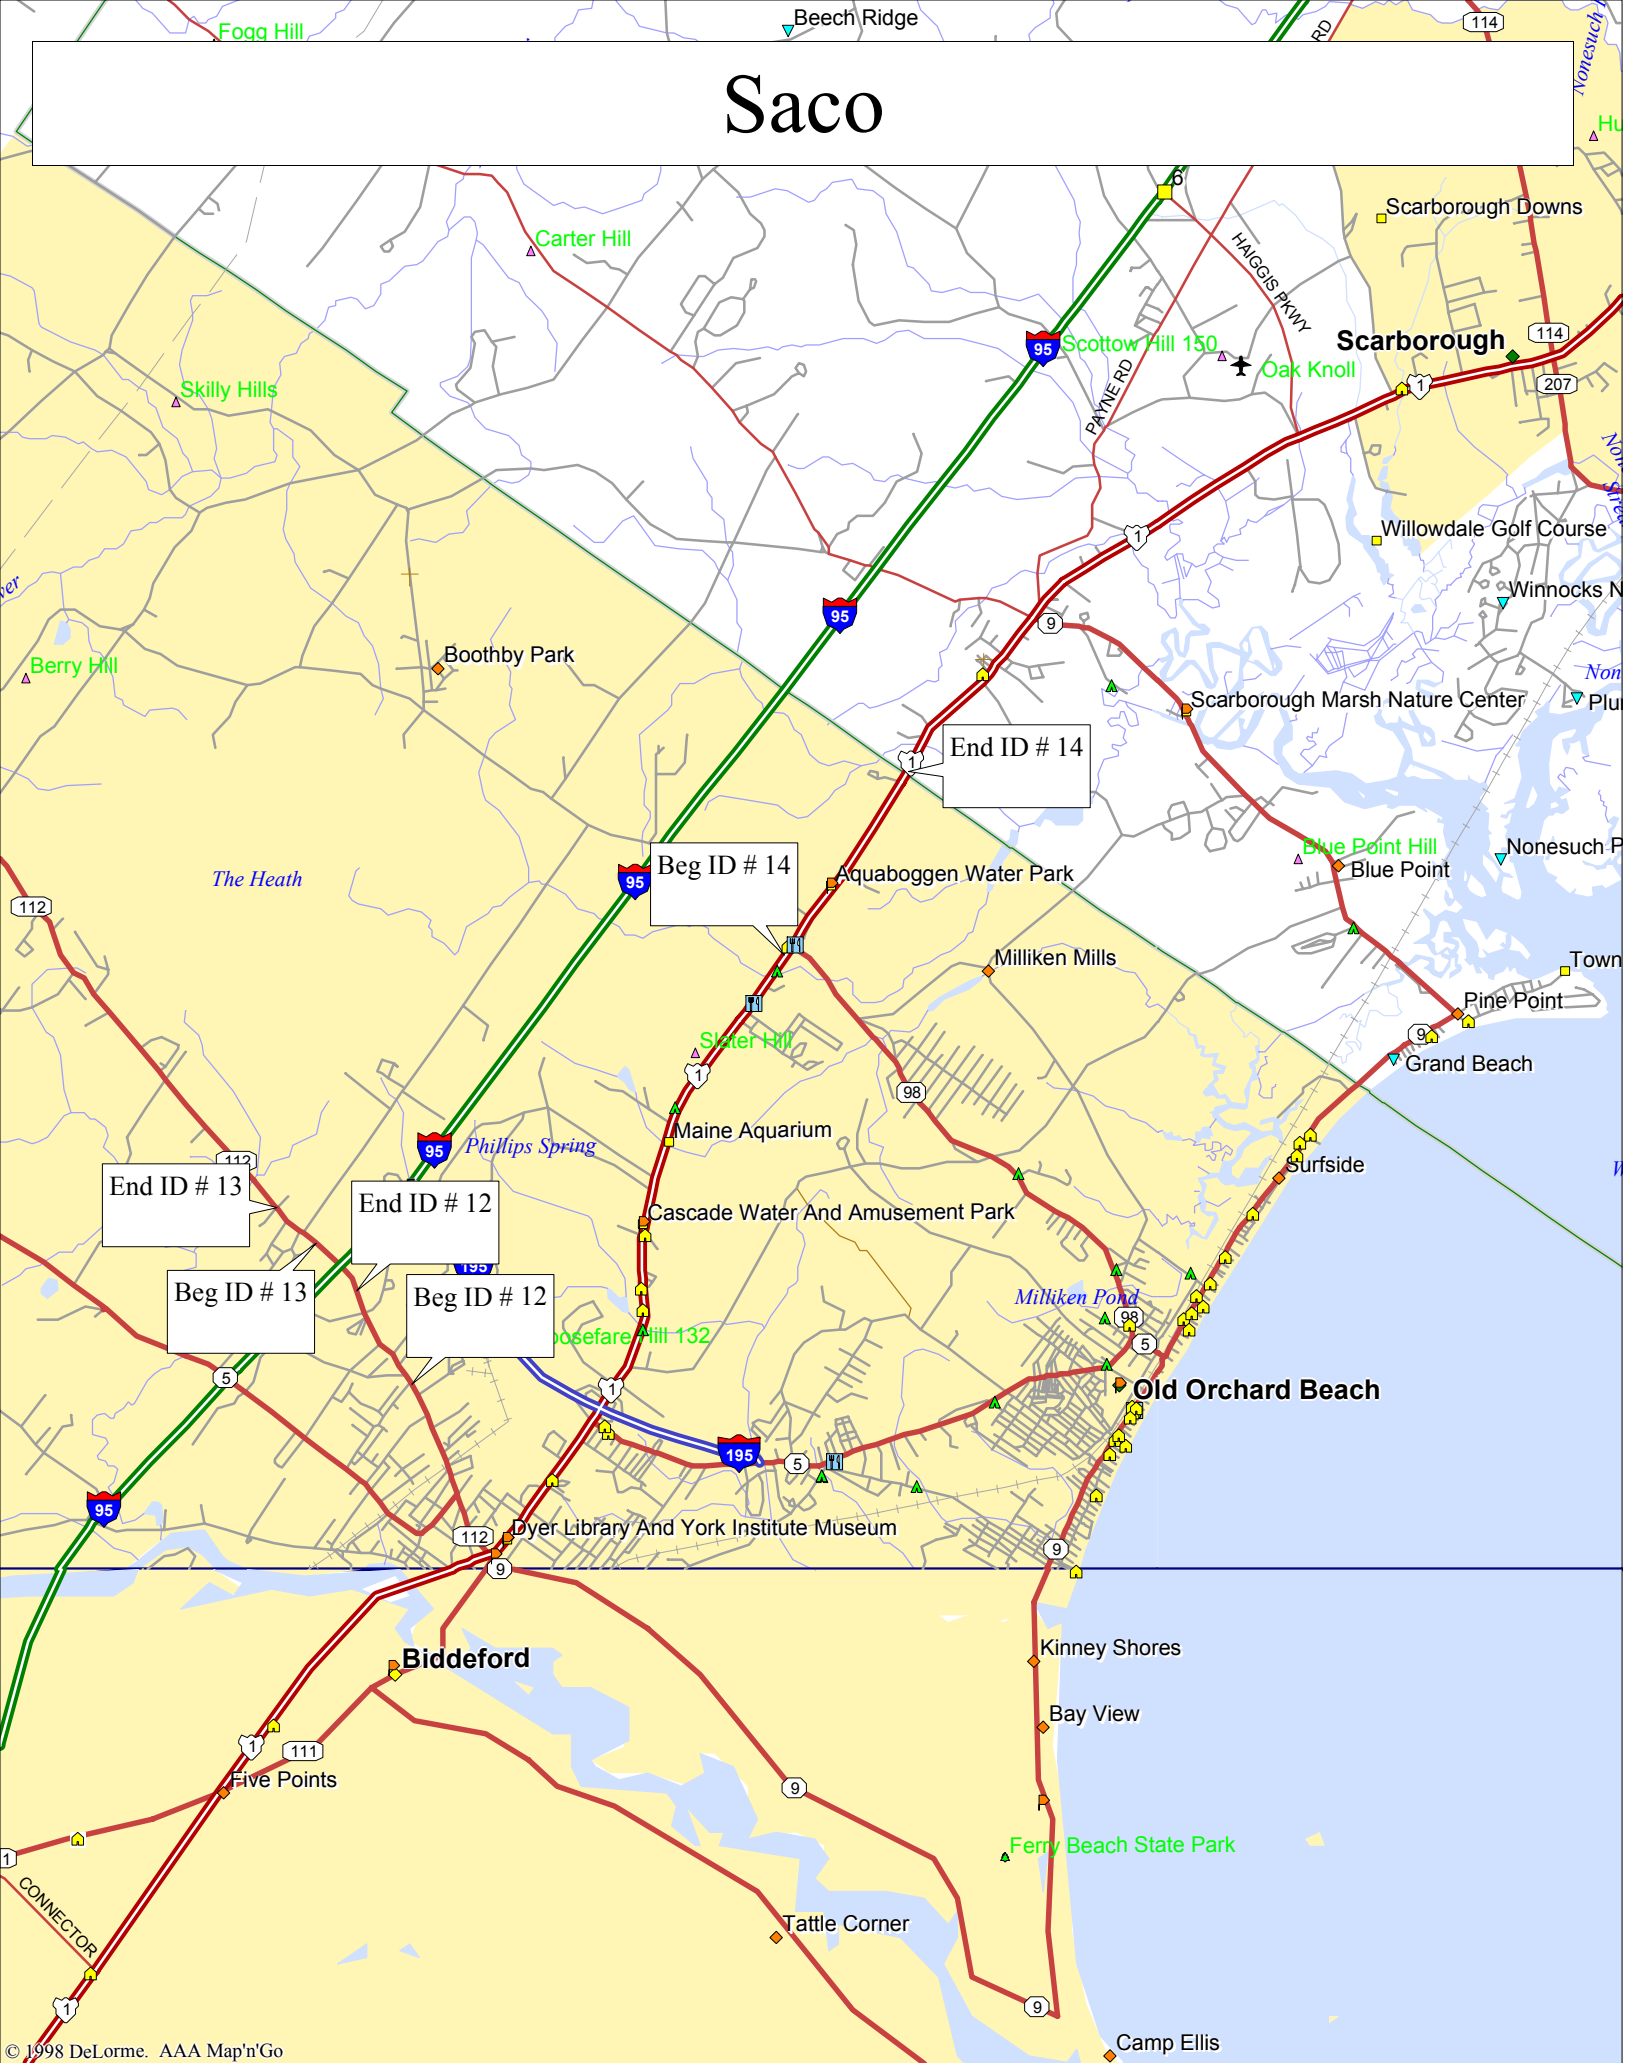 Beech Ridge
Fogg Hill
RD
114
Saco
Hu
6
Scarborough Downs
Carter Hill
HAIGGIS PKWY
Scarborough
114
95
Scottow Hill 150
Oak Knoll
PAYNE RD
1
207
Skilly Hills
1
Willowdale Golf Course
Winnocks N
95
9
Boothby Park
Berry Hill
Non
Scarborough Marsh Nature Center
Plu
End ID # 14
1
Blue Point Hill
Nonesuch P
Blue Point
Beg ID # 14
95
Aquaboggen Water Park
The Heath
112
Milliken Mills
Town
Pine Point
9
Slater Hill
Grand Beach
1
98
Maine Aquarium
95
Phillips Spring
112
Surfside
End ID # 13
End ID # 12
Cascade Water And Amusement Park
195
Beg ID # 13
Beg ID # 12
Milliken Pond
98
oosefare Hill 132
5
5
1
Old Orchard Beach
195
5
95
112
Dyer Library And York Institute Museum
9
9
Kinney Shores
Biddeford
Bay View
1
111
Five Points
9
1
Ferry Beach State Park
CONNECTOR
Tattle Corner
1
9
Camp Ellis
© 1998 DeLorme. AAA Map'n'Go